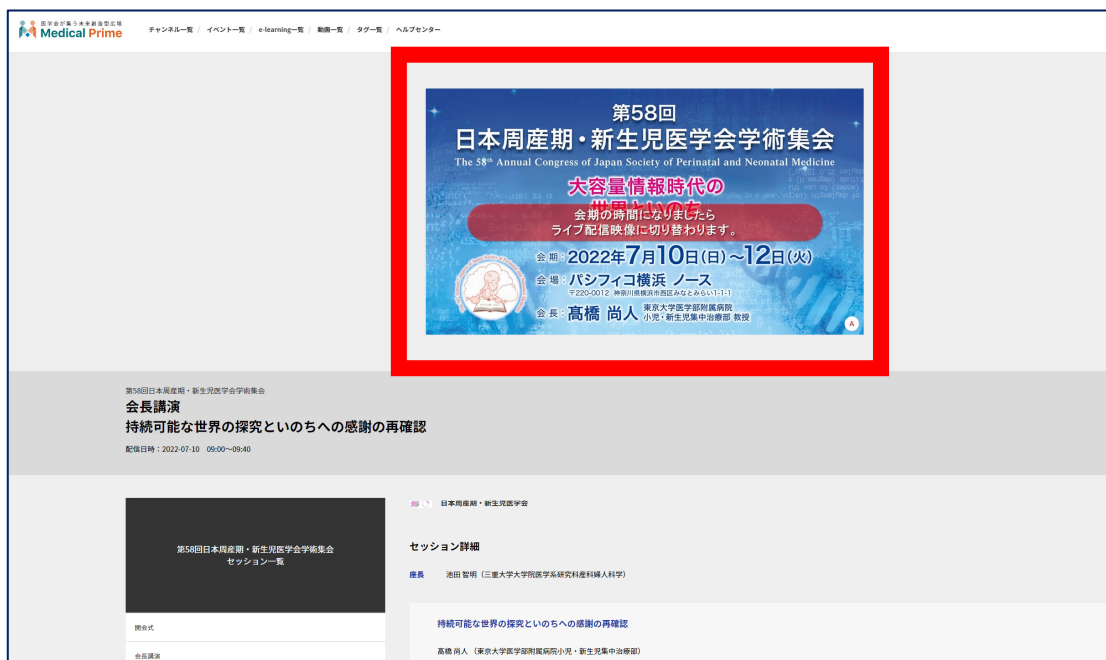 医学会が集う未来創造型広場
Medical Prime
チャンネル一覧 / イベント一覧 / e-learning一覧 / 動画一覧 / タグ一覧 / ヘルプセンター
第58回
日本周産期・新生児医学会学術集会
The 58th Annual Congress of Japan Society of Perinatal and Neonatal Medicine
大容量情報時代の
世界といのち
会期の時間になりましたら
ライブ配信映像に切り替わります。
会期：2022年7月10日(日)～12日(火)
会場：パシフィコ横浜 ノース
〒220-0012 神奈川県横浜市西区みなとみらい1-1-1
会長：髙橋 尚人 東京大学医学部附属病院
小児・新生児集中治療部 教授
A
第58回日本周産期・新生児医学会学術集会
会長講演
持続可能な世界の探究といのちへの感謝の再確認
配信日時：2022-07-10 09:00〜09:40
日本周産期・新生児医学会
第58回日本周産期・新生児医学会学術集会
セッション一覧
セッション詳細
座長 池田 智明（三重大学大学院医学系研究科産科婦人科学）
開会式
会長講演
持続可能な世界の探究といのちへの感謝の再確認
髙橋 尚人 （東京大学医学部附属病院小児・新生児集中治療部）